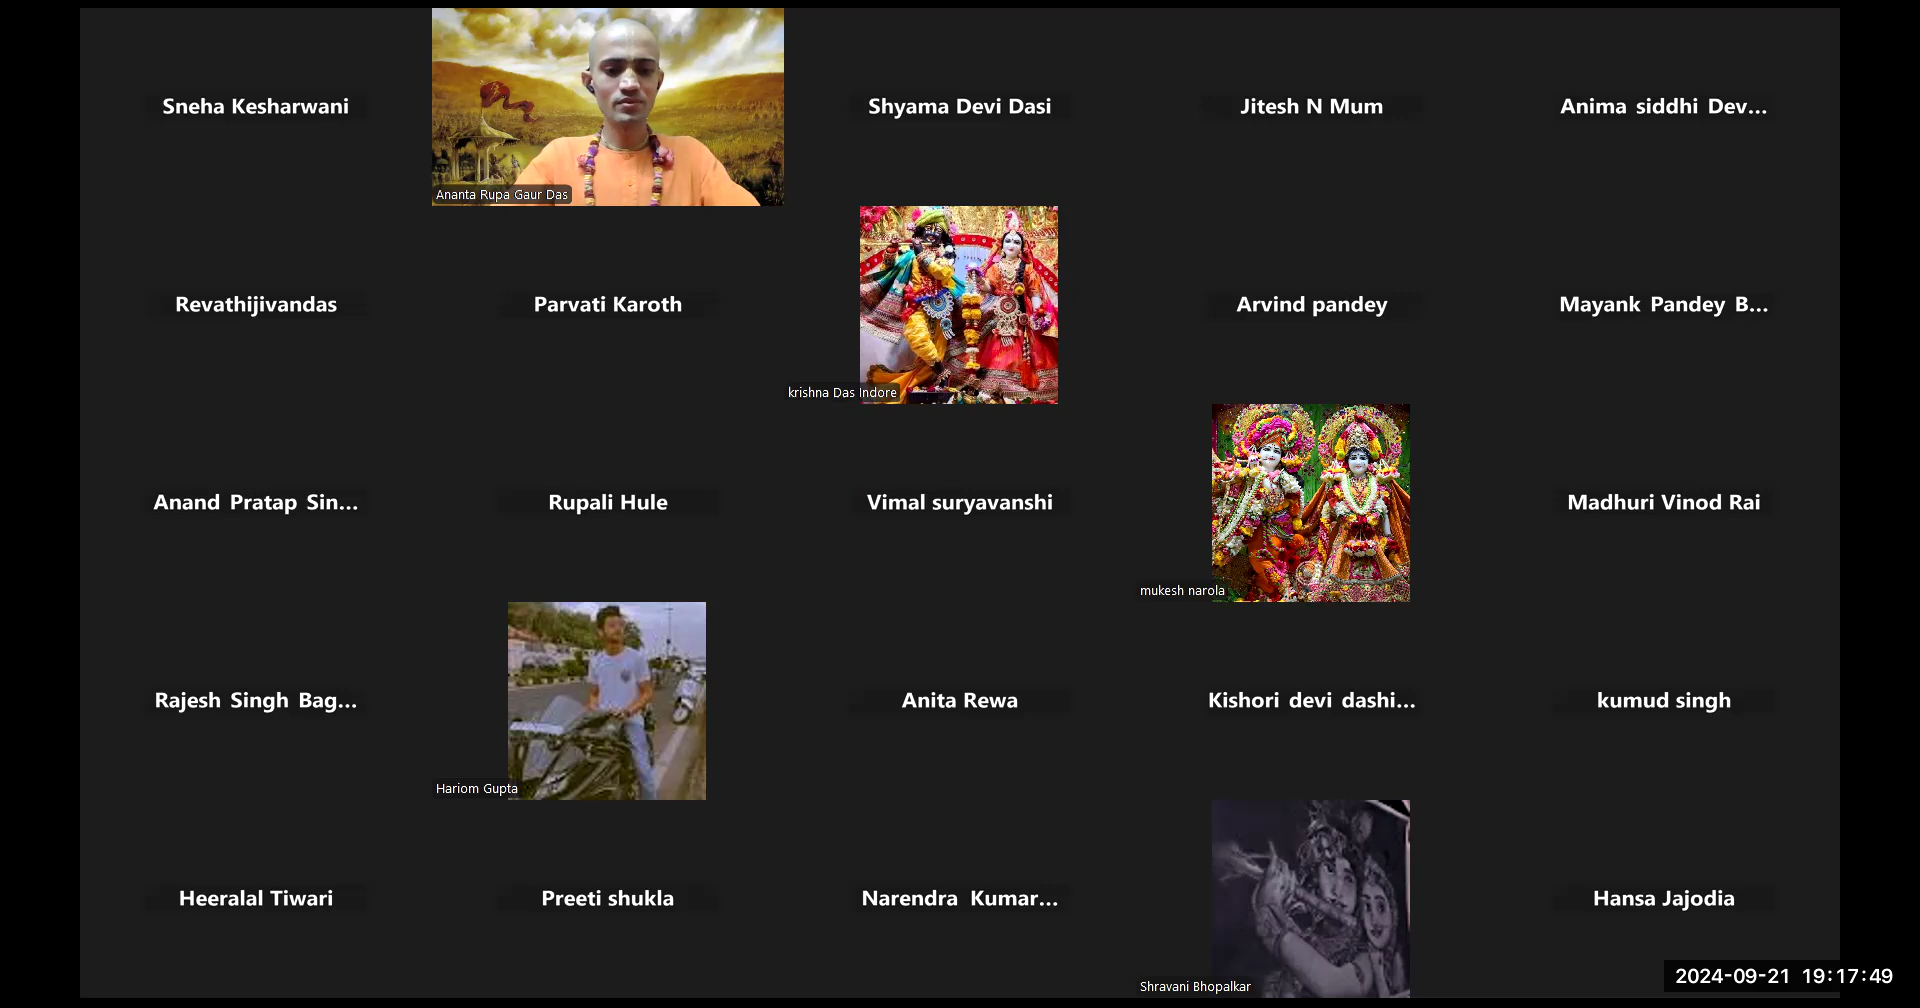 Sneha Kesharwani
Ananta Rupa Gaur Das
Shyama Devi Dasi
Jitesh N Mum
Anima siddhi Dev...
Revathijivandas
Parvati Karoth
krishna Das Indore
Arvind pandey
Mayank Pandey B...
Anand Pratap Sin...
Rupali Hule
Vimal suryavanshi
mukesh narola
Madhuri Vinod Rai
Rajesh Singh Bag...
Hariom Gupta
Anita Rewa
Kishori devi dashi...
kumud singh
Heeralal Tiwari
Preeti shukla
Narendra Kumar...
Shravani Bhopalkar
Hansa Jajodia
2024-09-21 19:17:49